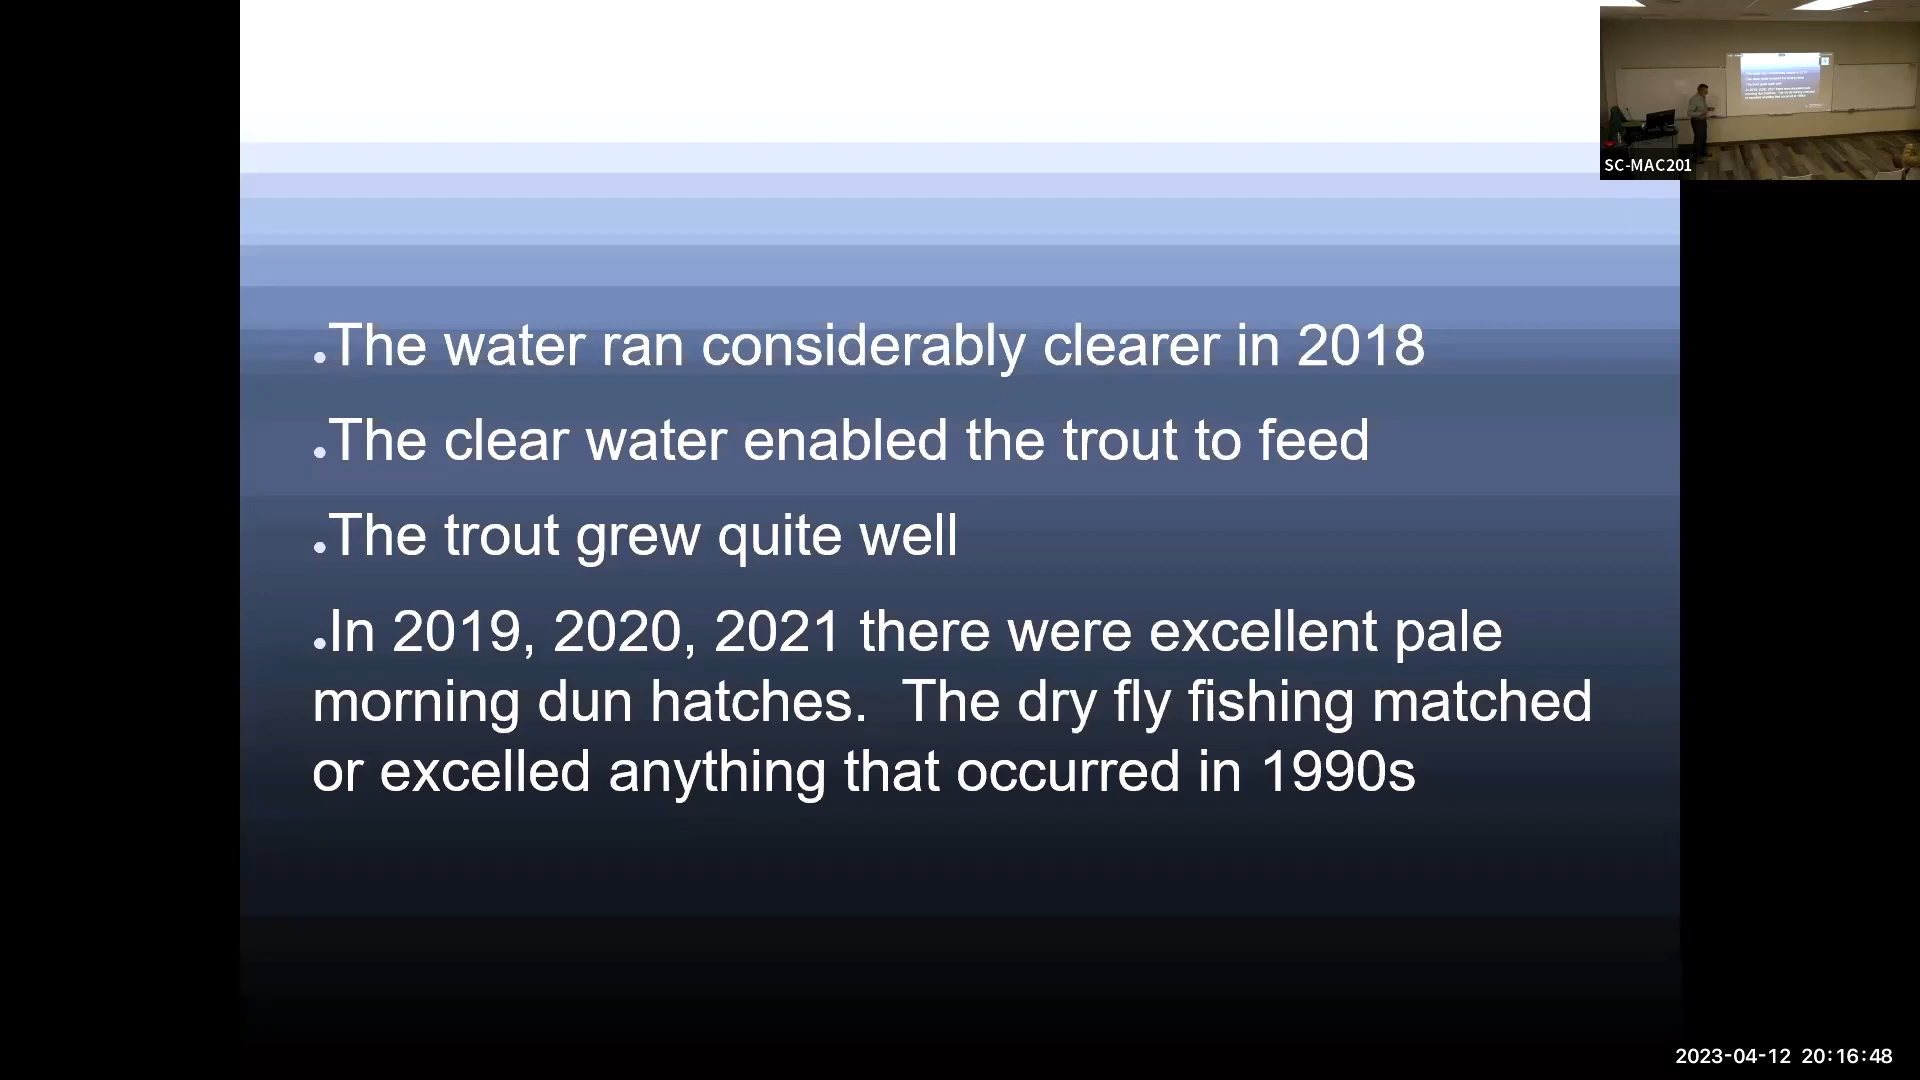 SC-MAC201
•The water ran considerably clearer in 2018
•The clear water enabled the trout to feed
•The trout grew quite well
•In 2019, 2020, 2021 there were excellent pale
morning dun hatches.  The dry fly fishing matched
or excelled anything that occurred in 1990s
2023-04-12 20:16:48